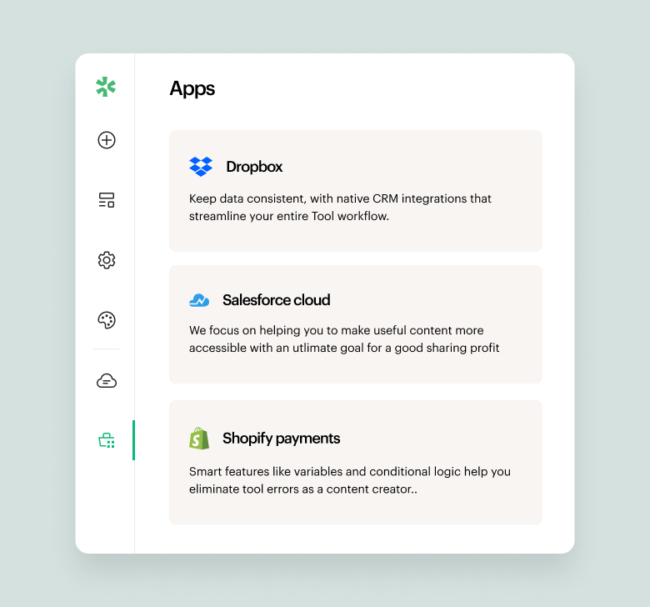 Apps
Dropbox
Keep data consistent, with native CRM integrations that
streamline your entire Tool workflow.
Salesforce cloud
We focus on helping you to make useful content more
accessible with an utlimate goal for a good sharing profit
Shopify payments
Smart features like variables and conditional logic help you
eliminate tool errors as a content creator..